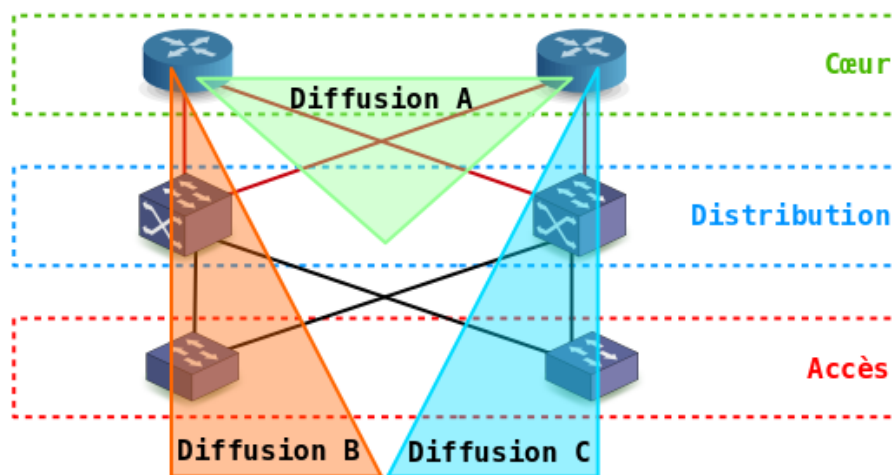 Cœur
Diffusion A
Distribution
Accès
Diffusion B
Diffusion C